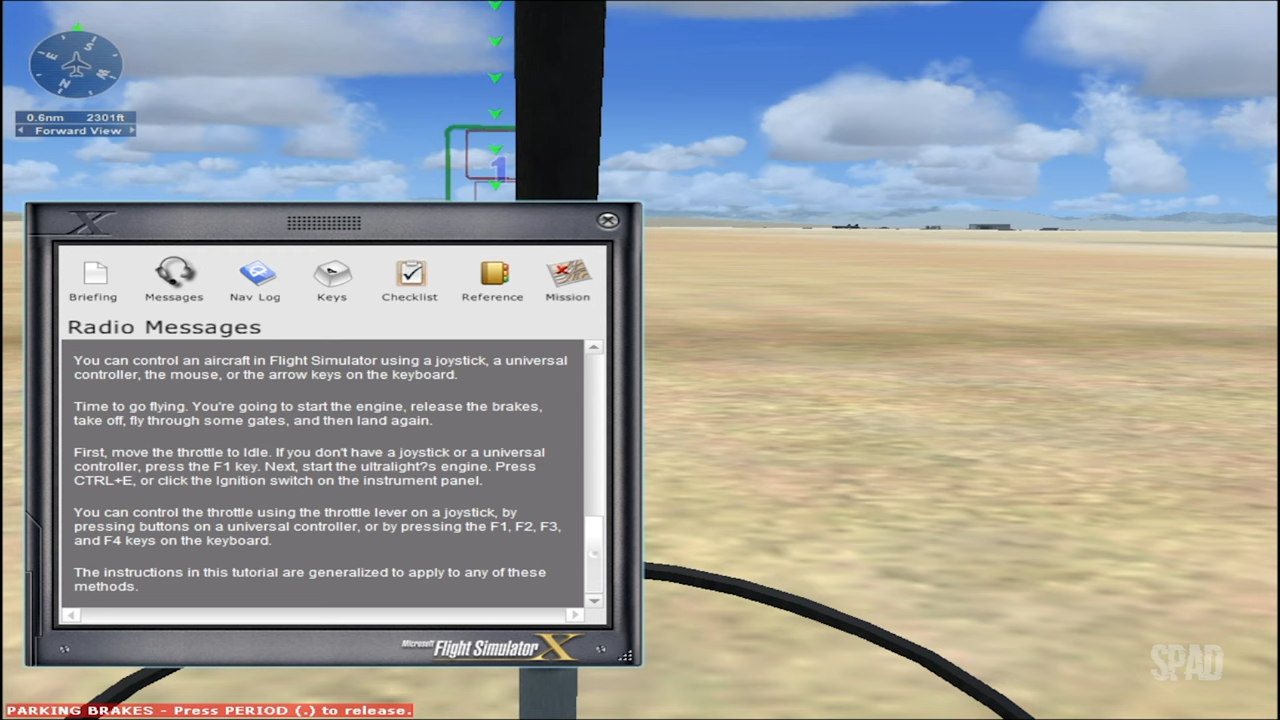 S
E
W
N
0.6nm 2301ft
Forward View
1
X
Briefing Messages Nav Log Keys Checklist Reference Mission
Radio Messages
You can control an aircraft in Flight Simulator using a joystick, a universal
controller, the mouse, or the arrow keys on the keyboard.
Time to go flying. You're going to start the engine, release the brakes,
take off, fly through some gates, and then land again.
First, move the throttle to Idle. If you don't have a joystick or a universal
controller, press the F1 key. Next, start the ultralight?s engine. Press
CTRL+E, or click the Ignition switch on the instrument panel.
You can control the throttle using the throttle lever on a joystick, by
pressing buttons on a universal controller, or by pressing the F1, F2, F3,
and F4 keys on the keyboard.
The instructions in this tutorial are generalized to apply to any of these
methods.
Microsoft Flight Simulator X
SPAD
PARKING BRAKES - Press PERIOD (.) to release.